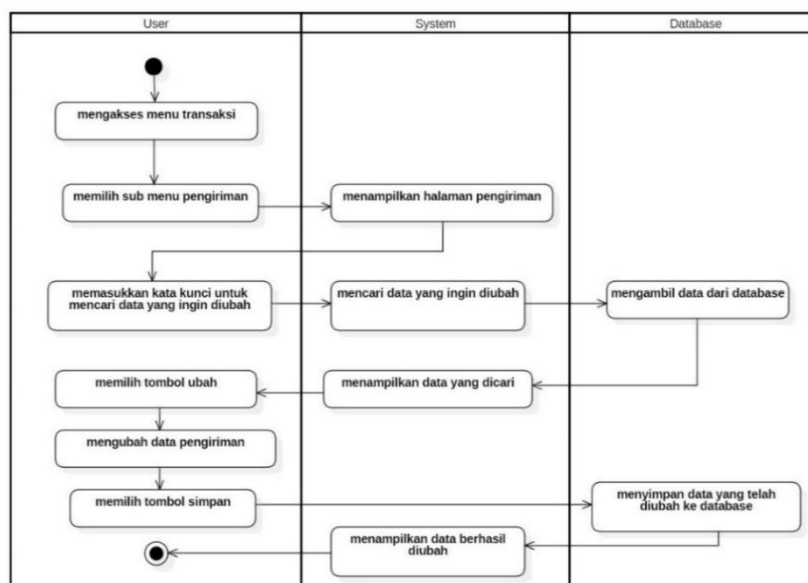 User
System
Database
mengakses menu transaksi
memilih sub menu pengiriman
menampilkan halaman pengiriman
memasukkan kata kunci untuk
mencari data yang ingin diubah
mencari data yang ingin diubah
mengambil data dari database
memilih tombol ubah
menampilkan data yang dicari
mengubah data pengiriman
memilih tombol simpan
menyimpan data yang telah
diubah ke database
menampilkan data berhasil
diubah